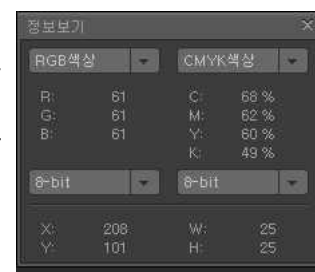 정보보기
RGB색상 CMYK색상
R: 61 C: 68 %
G: 61 M: 62 %
B: 61 Y: 60 %
K: 49 %
8-bit 8-bit
X: 208 W: 25
Y: 101 H: 25